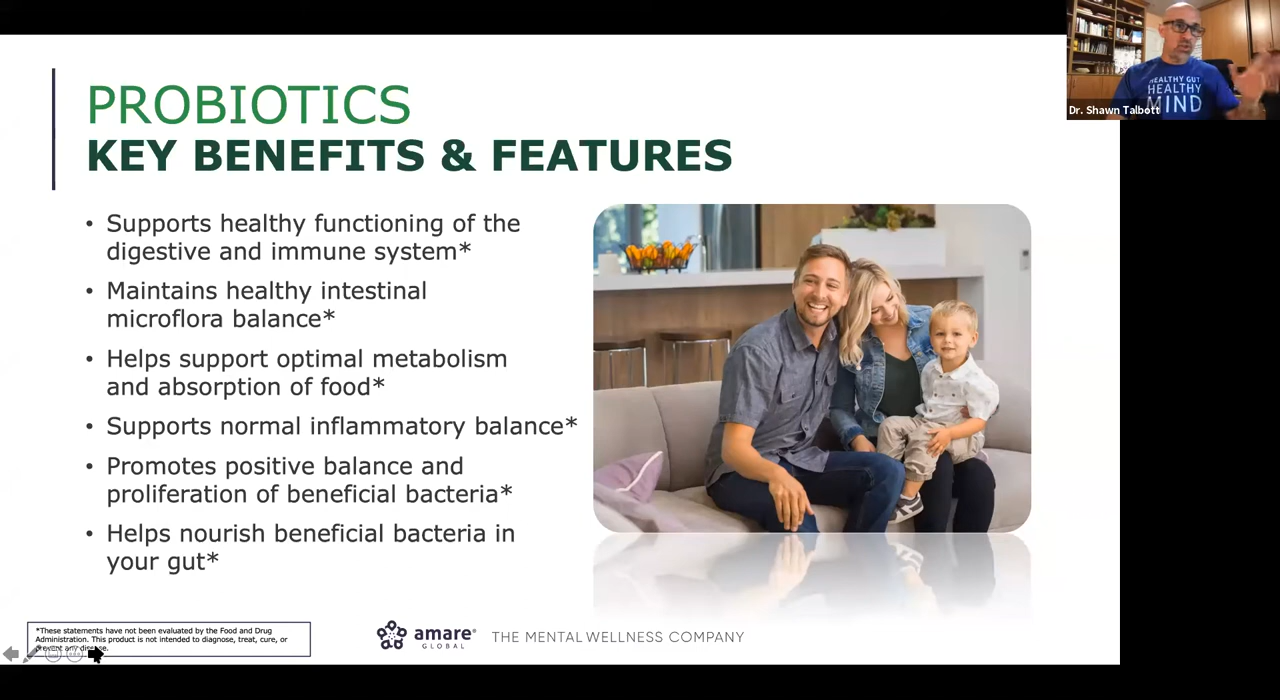 PROBIOTICS
KEY BENEFITS & FEATURES
• Supports healthy functioning of the
digestive and immune system*
• Maintains healthy intestinal
microflora balance*
• Helps support optimal metabolism
and absorption of food*
• Supports normal inflammatory balance*
• Promotes positive balance and
proliferation of beneficial bacteria*
• Helps nourish beneficial bacteria in
your gut*
*These statements have not been evaluated by the Food and Drug
Administration. This product is not intended to diagnose, treat, cure, or
prevent any disease.
amare®
GLOBAL
THE MENTAL WELLNESS COMPANY
HEALTHY GUT
HEALTHY
MIND
Dr. Shawn Talbott